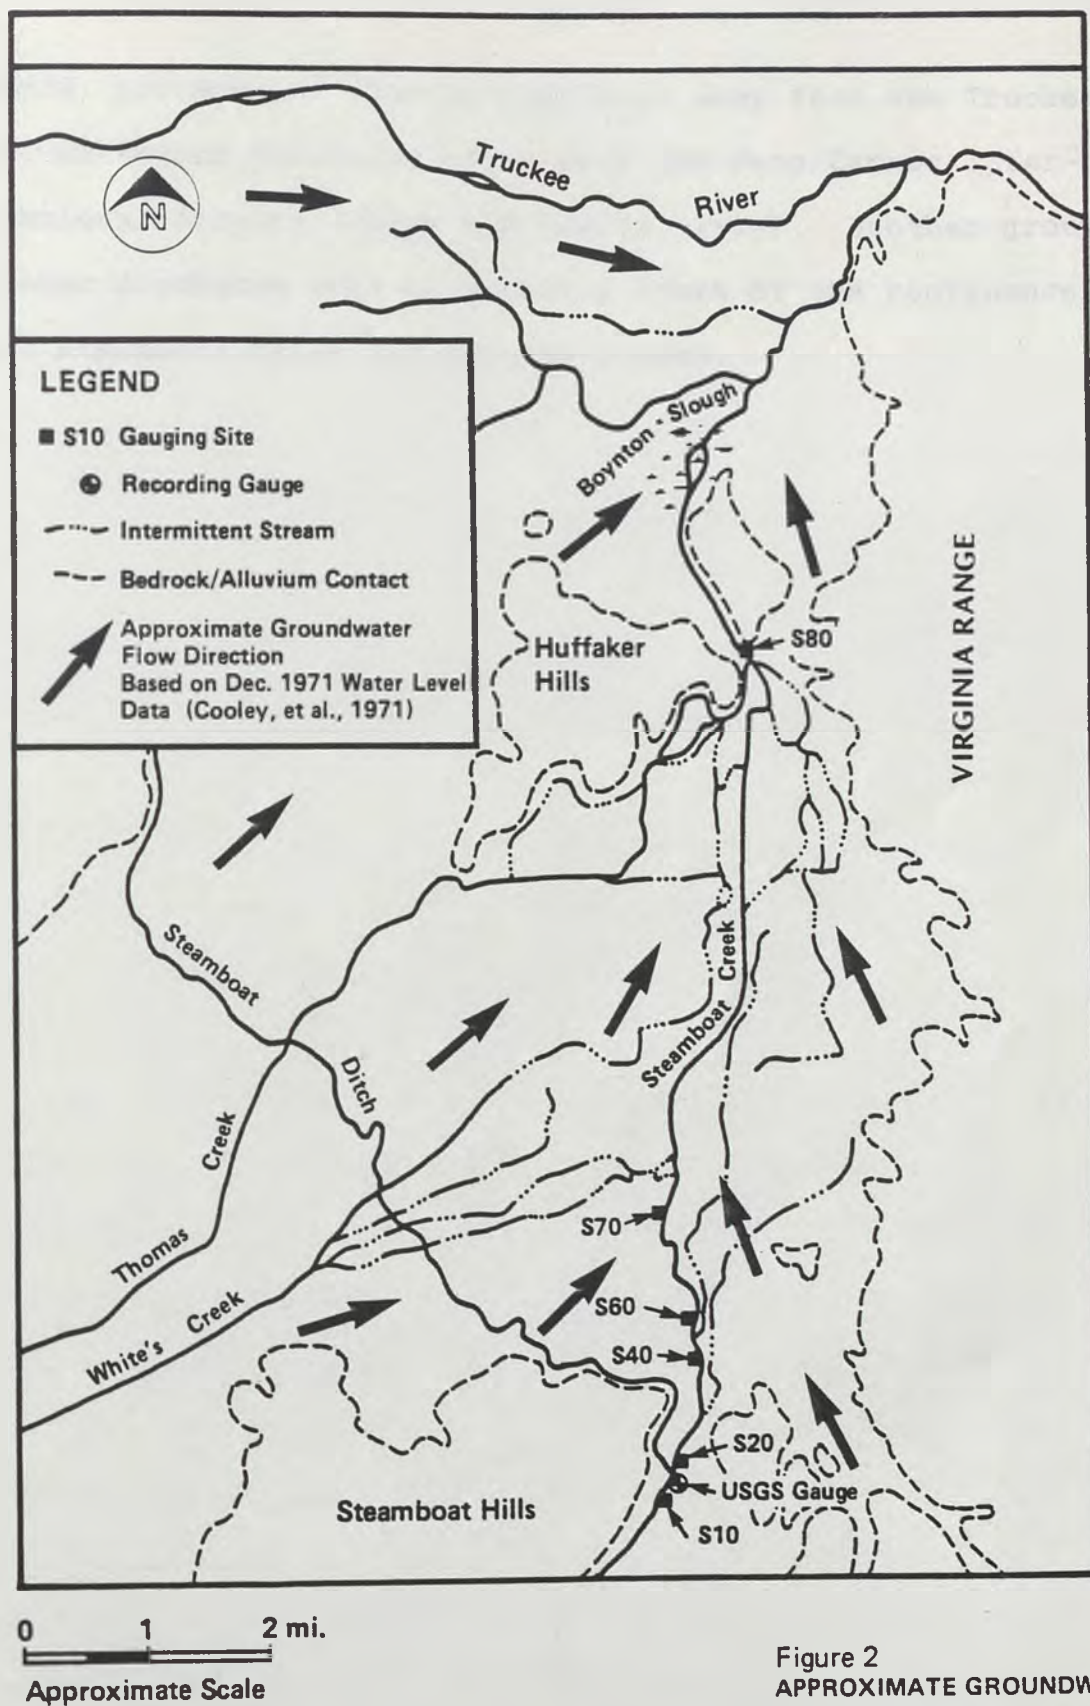 Truckee
River
N
LEGEND
S10 Gauging Site
Recording Gauge
Intermittent Stream
Bedrock/Alluvium Contact
Approximate Groundwater
Flow Direction
Based on Dec. 1971 Water Level
Data (Cooley, et al., 1971)
Boynton - Slough
VIRGINIA RANGE
Huffaker
Hills
S80
Steamboat
Ditch
Steamboat Creek
Thomas Creek
White's Creek
S70
S60
S40
S20
USGS Gauge
S10
Steamboat Hills
0 1 2 mi.
Approximate Scale
Figure 2
APPROXIMATE GROUNDW